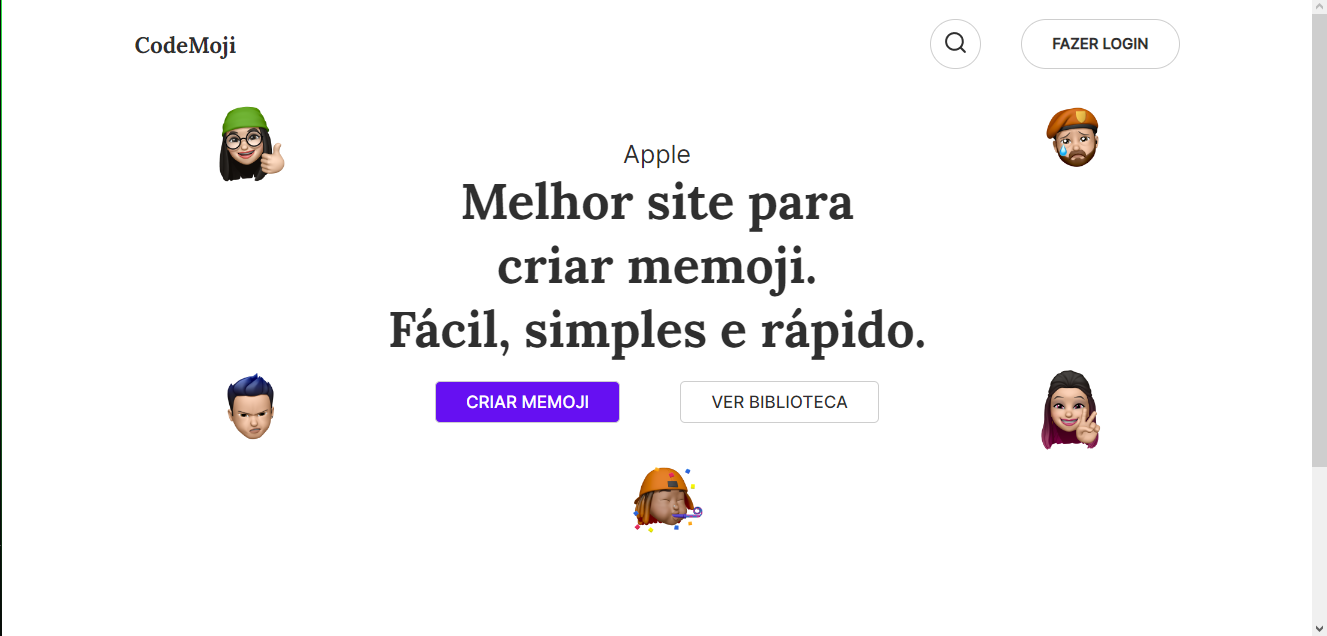 CodeMoji
FAZER LOGIN
Apple
Melhor site para
criar memoji.
Fácil, simples e rápido.
CRIAR MEMOJI
VER BIBLIOTECA